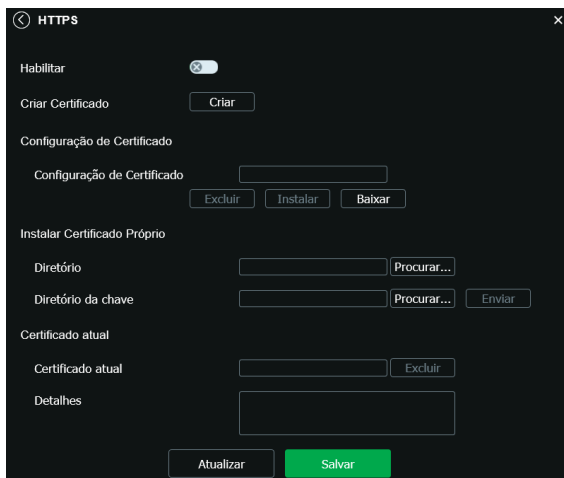 HTTPS
Habilitar
Criar Certificado Criar
Configuração de Certificado
Configuração de Certificado
Excluir Instalar Baixar
Instalar Certificado Próprio
Diretório Procurar...
Diretório da chave Procurar... Enviar
Certificado atual
Certificado atual Excluir
Detalhes
Atualizar Salvar